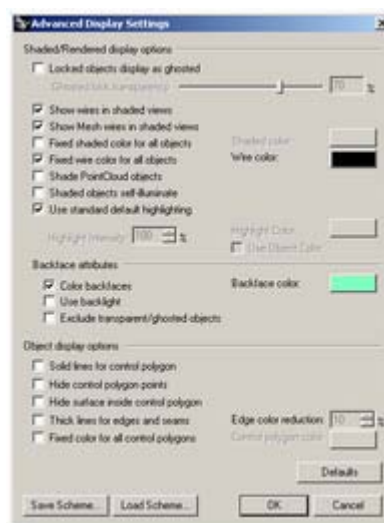 Advanced Display Settings
Shaded/Rendered display options
Locked objects display as ghosted
Ghosted lock transparency 70 %
Show wires in shaded views
Show Mesh wires in shaded views
Fixed shaded color for all objects Shaded color:
Fixed wire color for all objects Wire color:
Shade PointCloud objects
Shaded objects self-illuminate
Use standard default highlighting
Highlight Intensity: 100 % Highlight Color:
Use Object Color
Backface attributes
Color backfaces Backface color:
Use backlight
Exclude transparent/ghosted objects
Object display options
Solid lines for control polygon
Hide control polygon points
Hide surface inside control polygon
Thick lines for edges and seams Edge color reduction: 10 %
Fixed color for all control polygons Control polygon color:
Defaults
Save Scheme... Load Scheme... OK Cancel